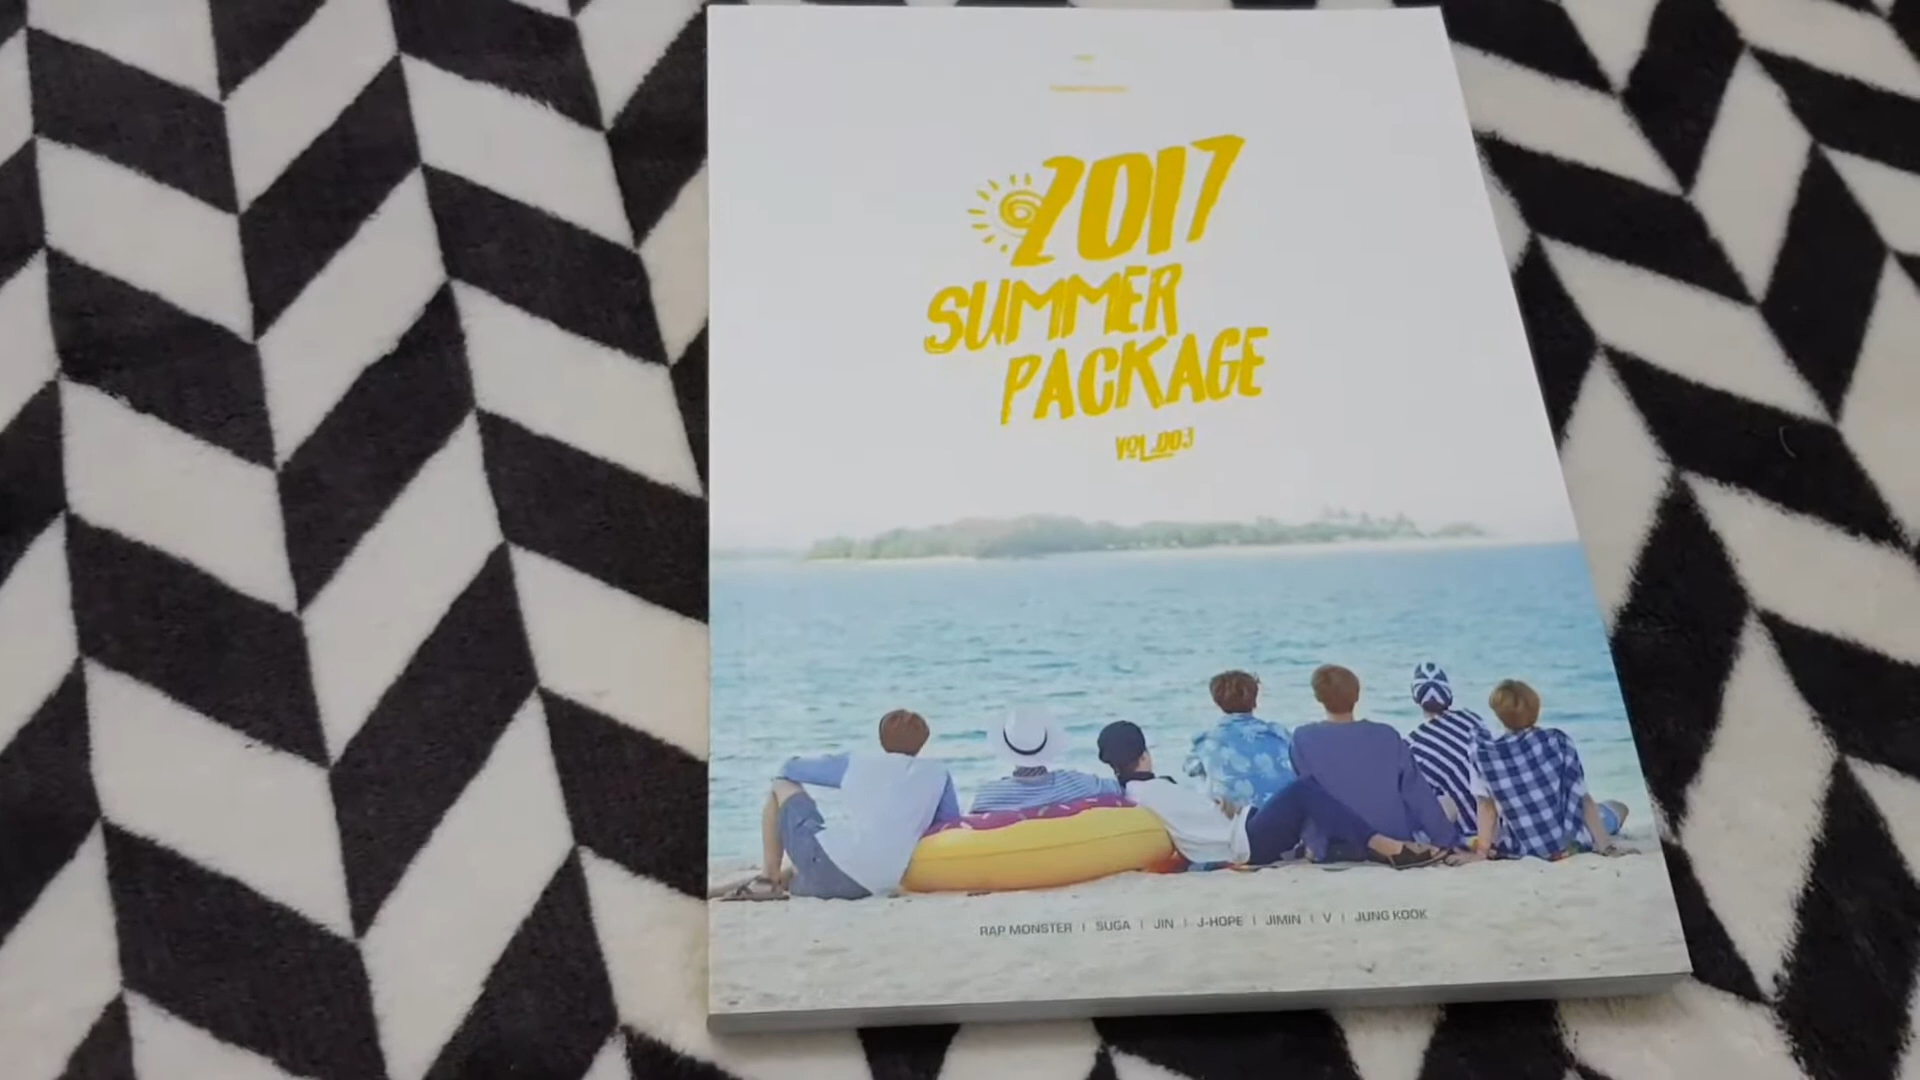 2017
SUMMER
PACKAGE
VOL.003
RAP MONSTER | SUGA | JIN | J-HOPE | JIMIN | V | JUNG KOOK